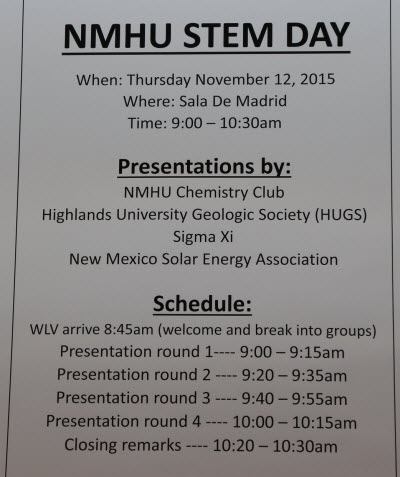 NMHU STEM DAY
When: Thursday November 12, 2015
Where: Sala De Madrid
Time: 9:00 – 10:30am
Presentations by:
NMHU Chemistry Club
Highlands University Geologic Society (HUGS)
Sigma Xi
New Mexico Solar Energy Association
Schedule:
WLV arrive 8:45am (welcome and break into groups)
Presentation round 1---- 9:00 – 9:15am
Presentation round 2 ---- 9:20 – 9:35am
Presentation round 3 ---- 9:40 – 9:55am
Presentation round 4 ---- 10:00 – 10:15am
Closing remarks ---- 10:20 – 10:30am